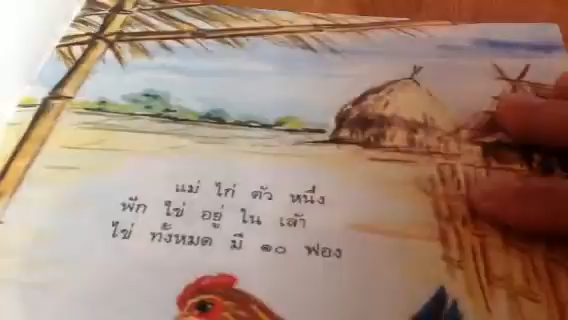 แม่ ไก่ ตัว หนึ่ง
ฟัก ไข่ อยู่ ใน เล้า
ไข่ ทั้งหมด มี ๑๐ ฟอง